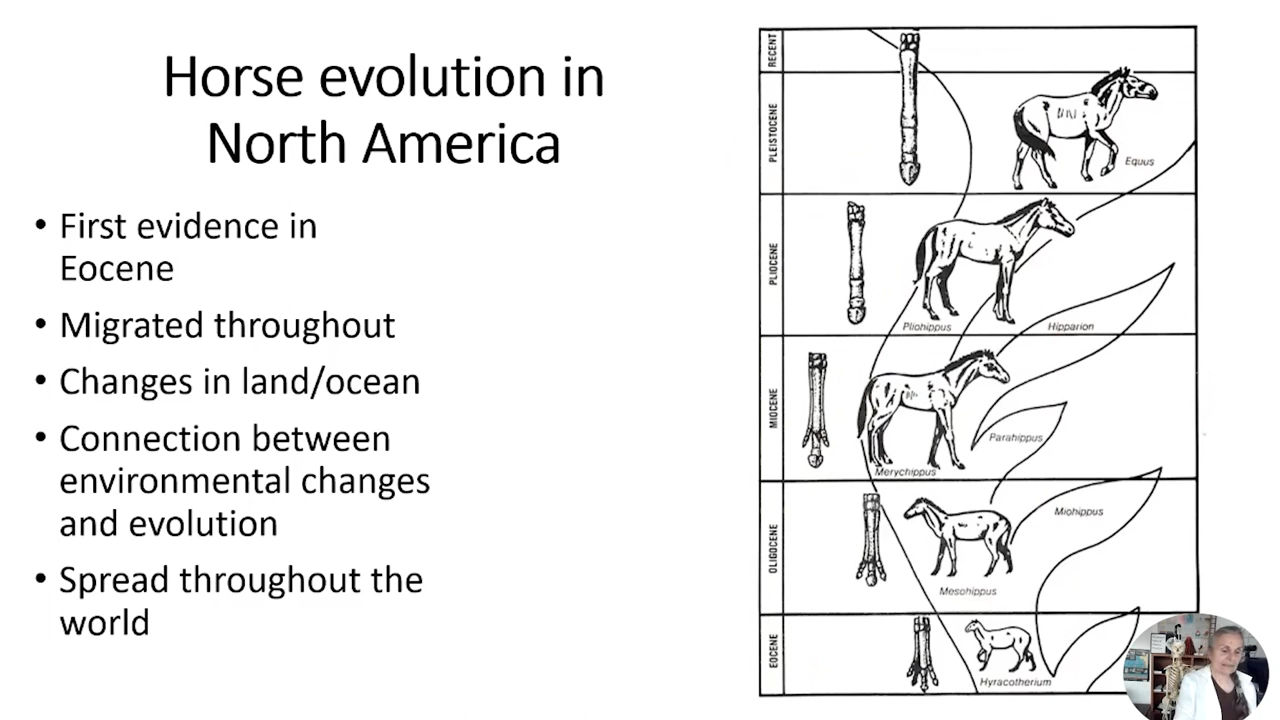 Horse evolution in
North America
• First evidence in
Eocene
• Migrated throughout
• Changes in land/ocean
• Connection between
environmental changes
and evolution
• Spread throughout the
world
RECENT
PLEISTOCENE
Equus
PLIOCENE
Pliohippus
Hipparion
MIOCENE
Parahippus
Merychippus
OLIGOCENE
Miohippus
Mesohippus
EOCENE
Hyracotherium